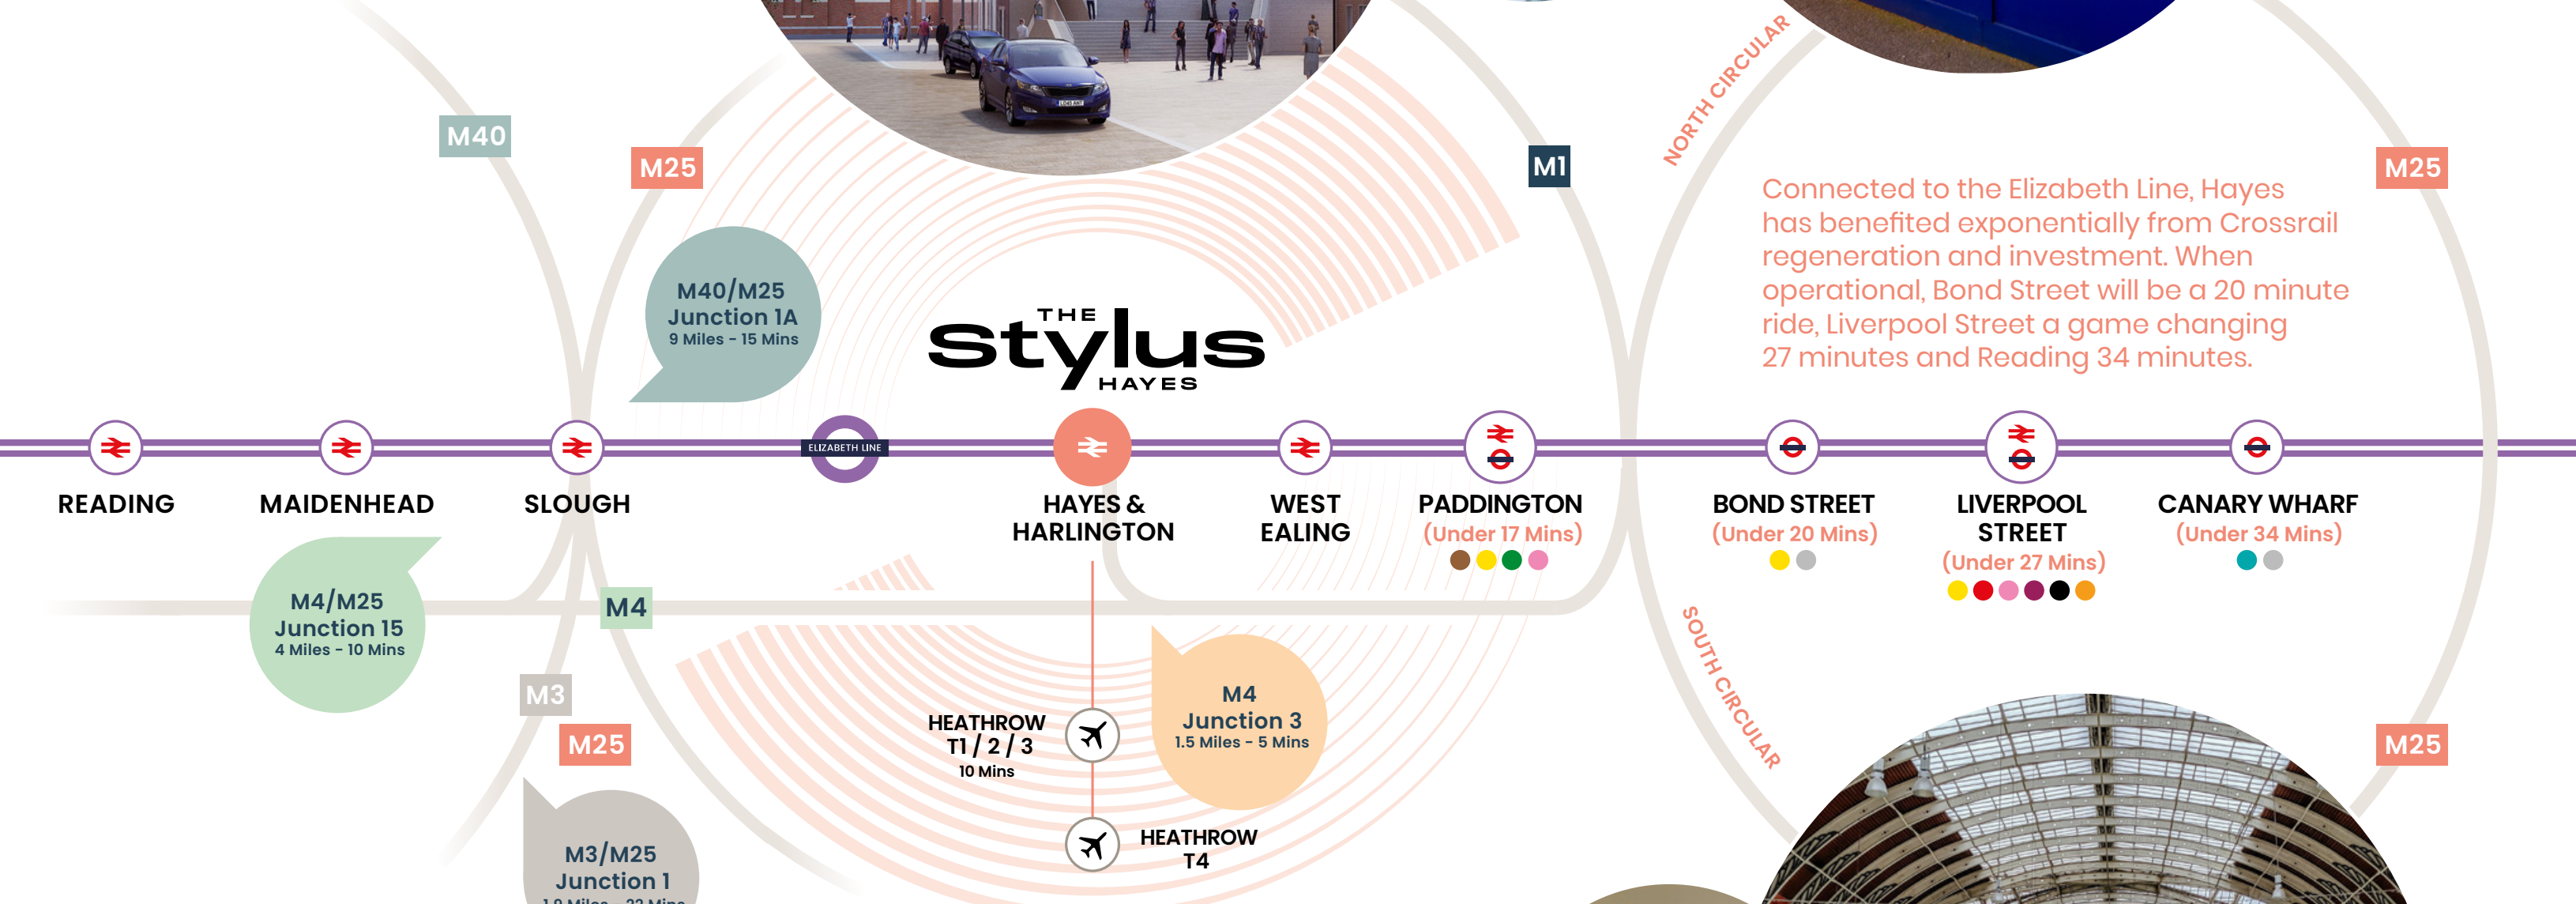 NORTH CIRCULAR
M40
M25
M1
M25
Connected to the Elizabeth Line, Hayes
has benefited exponentially from Crossrail
regeneration and investment. When
operational, Bond Street will be a 20 minute
ride, Liverpool Street a game changing
27 minutes and Reading 34 minutes.
M40/M25
Junction 1A
9 Miles - 15 Mins
THE
stylus
HAYES
ELIZABETH LINE
READING
MAIDENHEAD
SLOUGH
HAYES &
HARLINGTON
WEST
EALING
PADDINGTON
(Under 17 Mins)
BOND STREET
(Under 20 Mins)
LIVERPOOL
STREET
(Under 27 Mins)
CANARY WHARF
(Under 34 Mins)
M4/M25
Junction 15
4 Miles - 10 Mins
M4
M3
M25
SOUTH CIRCULAR
M4
Junction 3
1.5 Miles - 5 Mins
HEATHROW
T1 / 2 / 3
10 Mins
M25
HEATHROW
T4
M3/M25
Junction 1